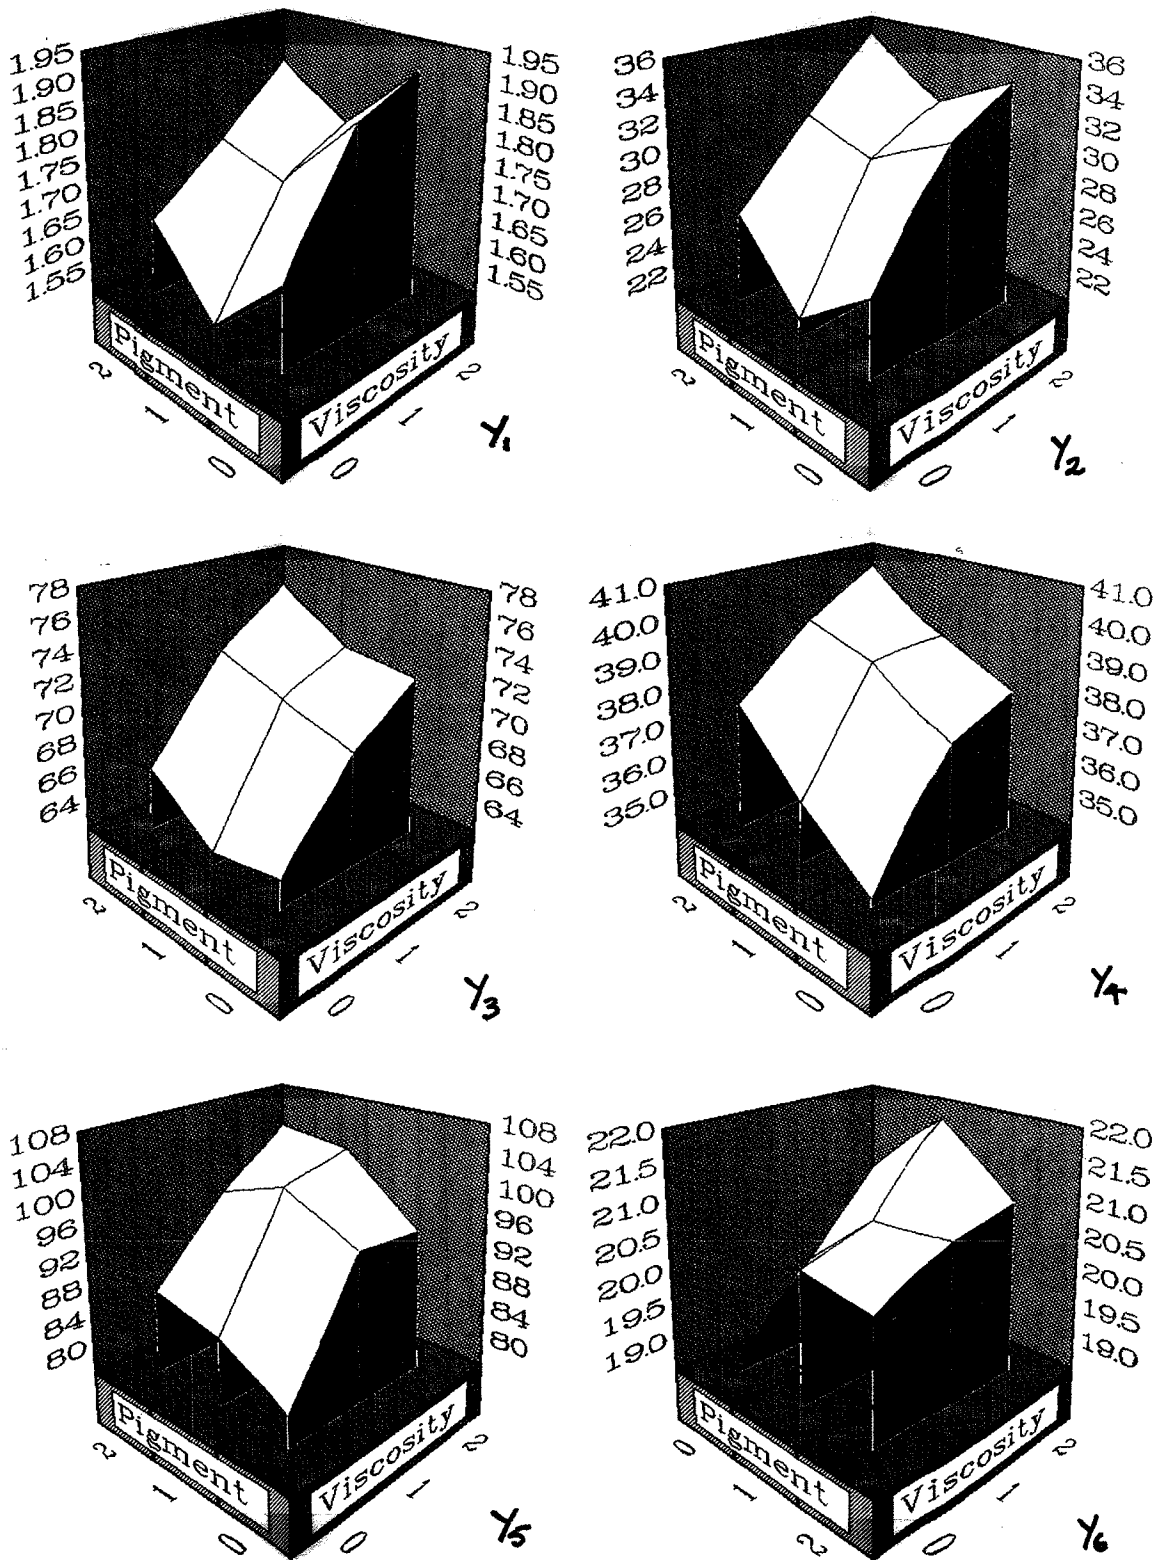 1.95 1.95
1.90 1.90
1.85 1.85
1.80 1.80
1.75 1.75
1.70 1.70
1.65 1.65
1.60 1.60
1.55 1.55
Pigment Viscosity
2 1 0 0 1 2
Y₁
36 36
34 34
32 32
30 30
28 28
26 26
24 24
22 22
Pigment Viscosity
2 1 0 0 1 2
Y₂
78 78
76 76
74 74
72 72
70 70
68 68
66 66
64 64
Pigment Viscosity
2 1 0 0 1 2
Y₃
41.0 41.0
40.0 40.0
39.0 39.0
38.0 38.0
37.0 37.0
36.0 36.0
35.0 35.0
Pigment Viscosity
2 1 0 0 1 2
Y₄
108 108
104 104
100 100
96 96
92 92
88 88
84 84
80 80
Pigment Viscosity
2 1 0 0 1 2
Y₅
22.0 22.0
21.5 21.5
21.0 21.0
20.5 20.5
20.0 20.0
19.5 19.5
19.0 19.0
Pigment Viscosity
0 1 2 0 1 2
Y₆